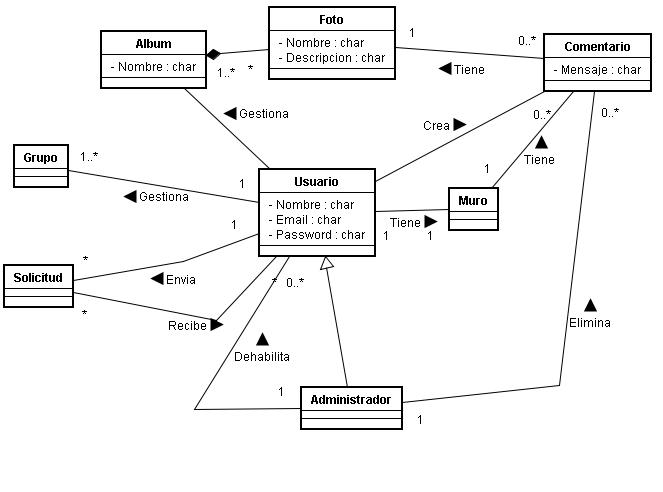 Foto
- Nombre : char
- Descripcion : char
Album
- Nombre : char
1..*
*
1
0..*
Tiene
Comentario
- Mensaje : char
Gestiona
Crea
0..*
0..*
Tiene
1
Grupo
1..*
Gestiona
1
Usuario
- Nombre : char
- Email : char
- Password : char
Muro
Tiene
1
1
1
Solicitud
*
Envia
*
Recibe
*
0..*
Dehabilita
Elimina
1
Administrador
1